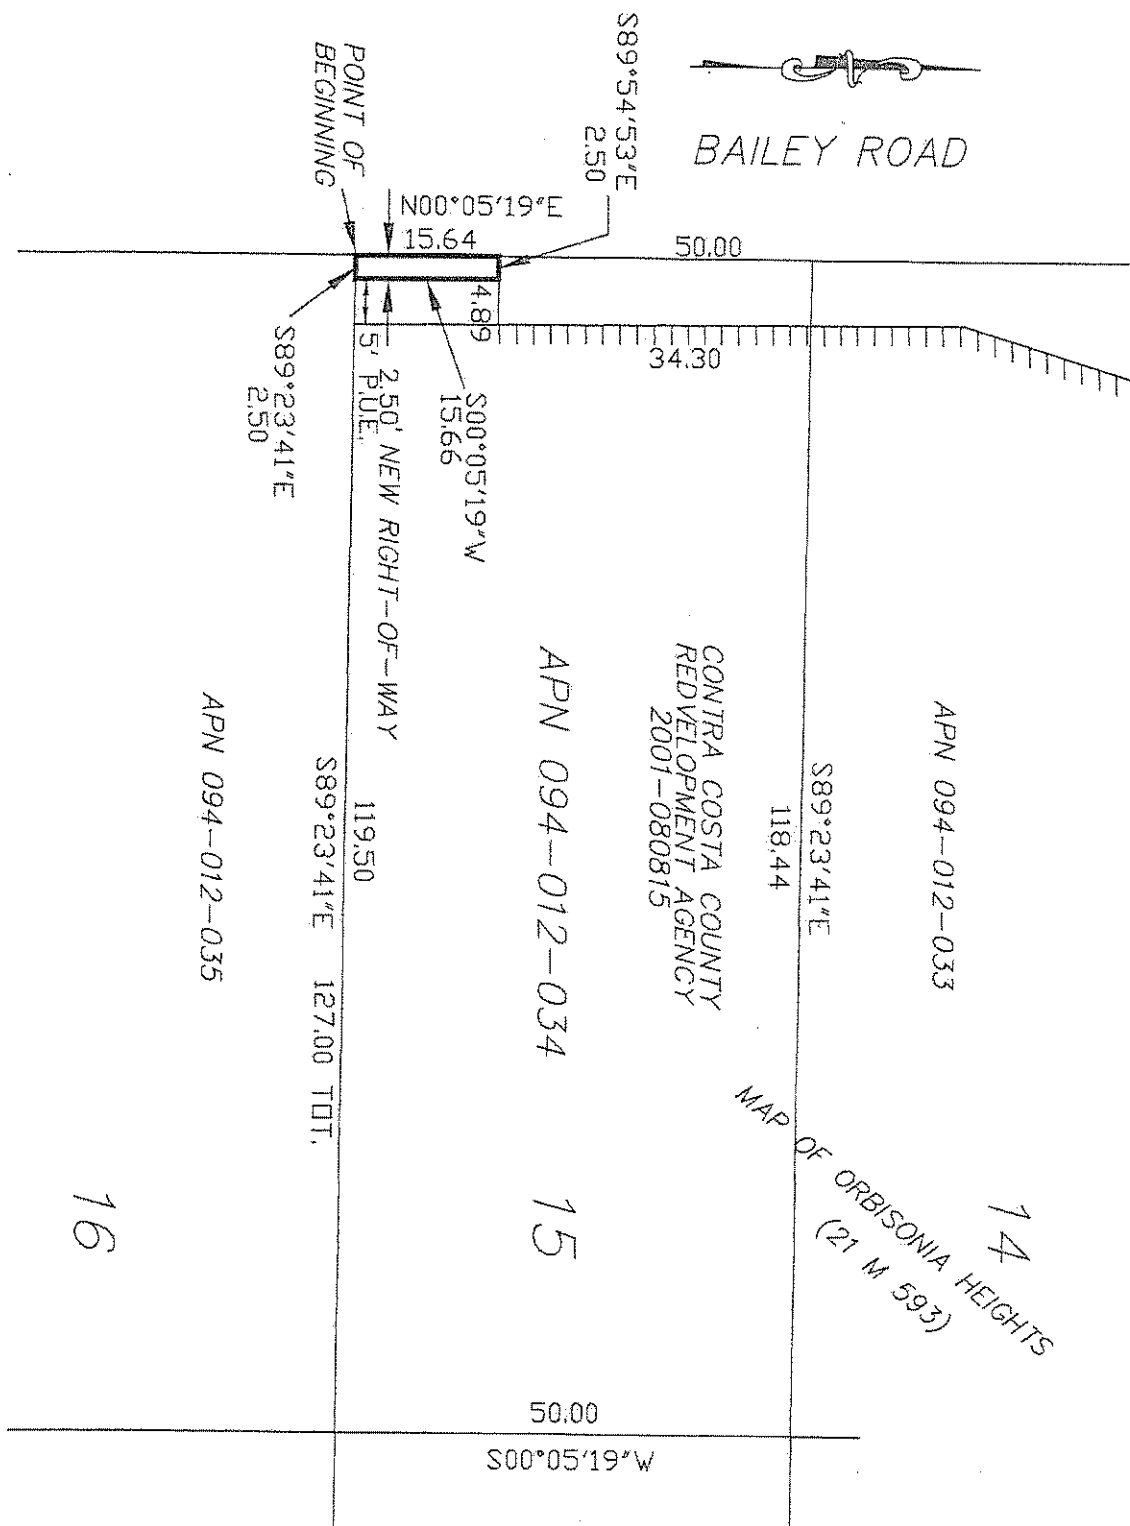 BAILEY ROAD
S89°54'53"E
2.50
POINT OF
BEGINNING
N00°05'19"E
15.64
50.00
4.89
34.30
S89°23'41"E
2.50
5'
P.U.E.
2.50' NEW RIGHT-OF-WAY
S00°05'19"W
15.66
APN 094-012-033
S89°23'41"E
118.44
CONTRA COSTA COUNTY
REDVELOPMENT AGENCY
2001-080815
APN 094-012-034
119.50
S89°23'41"E 127.00 TOT.
APN 094-012-035
MAP OF ORBISONIA HEIGHTS
(21 M 593)
14
15
16
50.00
S00°05'19"W